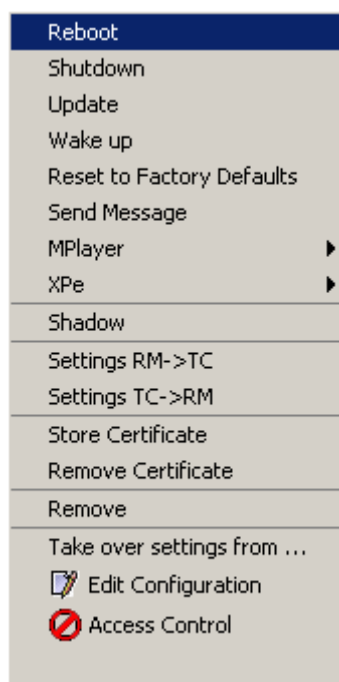 Reboot
Shutdown
Update
Wake up
Reset to Factory Defaults
Send Message
MPlayer
XPe
Shadow
Settings RM->TC
Settings TC->RM
Store Certificate
Remove Certificate
Remove
Take over settings from ...
Edit Configuration
Access Control